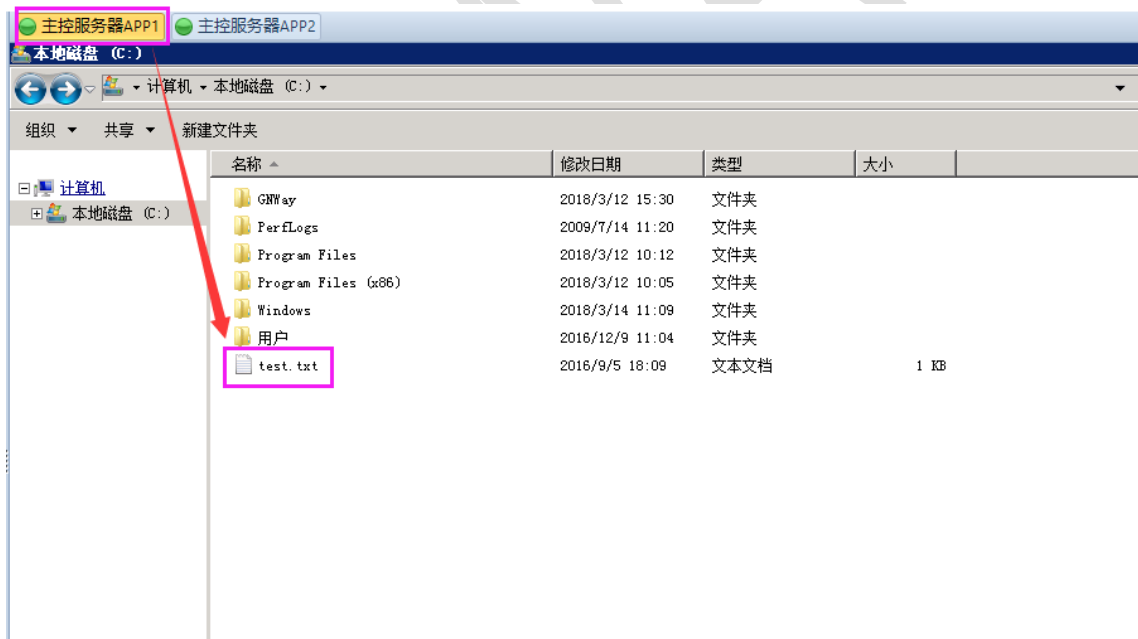 主控服务器APP1 主控服务器APP2
本地磁盘 (C:)
计算机 本地磁盘 (C:)
组织 共享 新建文件夹
名称 修改日期 类型 大小
计算机
本地磁盘 (C:)
GNWay 2018/3/12 15:30 文件夹
PerfLogs 2009/7/14 11:20 文件夹
Program Files 2018/3/12 10:12 文件夹
Program Files (x86) 2018/3/12 10:05 文件夹
Windows 2018/3/14 11:09 文件夹
用户 2016/12/9 11:04 文件夹
test.txt 2016/9/5 18:09 文本文档 1 KB